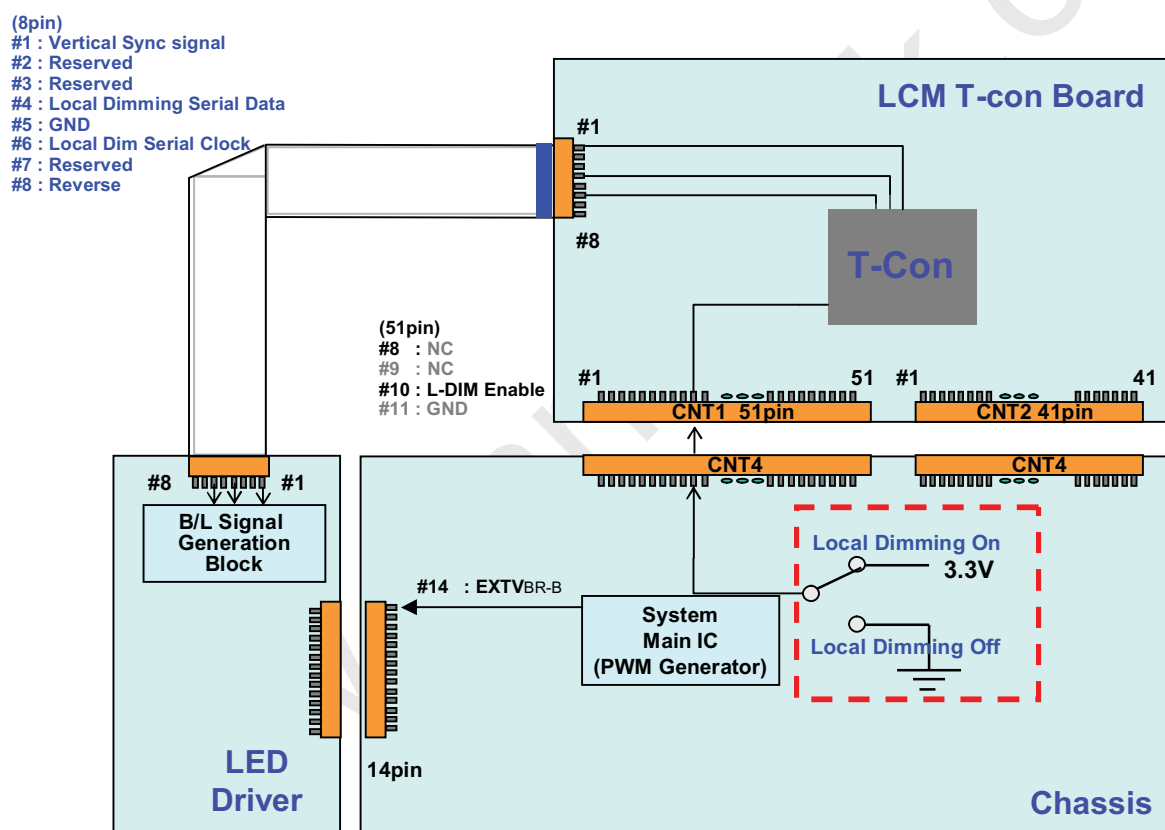 (8pin)
#1 : Vertical Sync signal
#2 : Reserved
#3 : Reserved
#4 : Local Dimming Serial Data
#5 : GND
#6 : Local Dim Serial Clock
#7 : Reserved
#8 : Reverse
LCM T-con Board
#1
#8
T-Con
(51pin)
#8 : NC
#9 : NC
#10 : L-DIM Enable
#11 : GND
#1
51
#1
41
CNT1 51pin
CNT2 41pin
CNT4
CNT4
#8
#1
B/L Signal
Generation
Block
Local Dimming On
3.3V
#14 : EXTVBR-B
System
Main IC
(PWM Generator)
Local Dimming Off
14pin
LED
Driver
Chassis